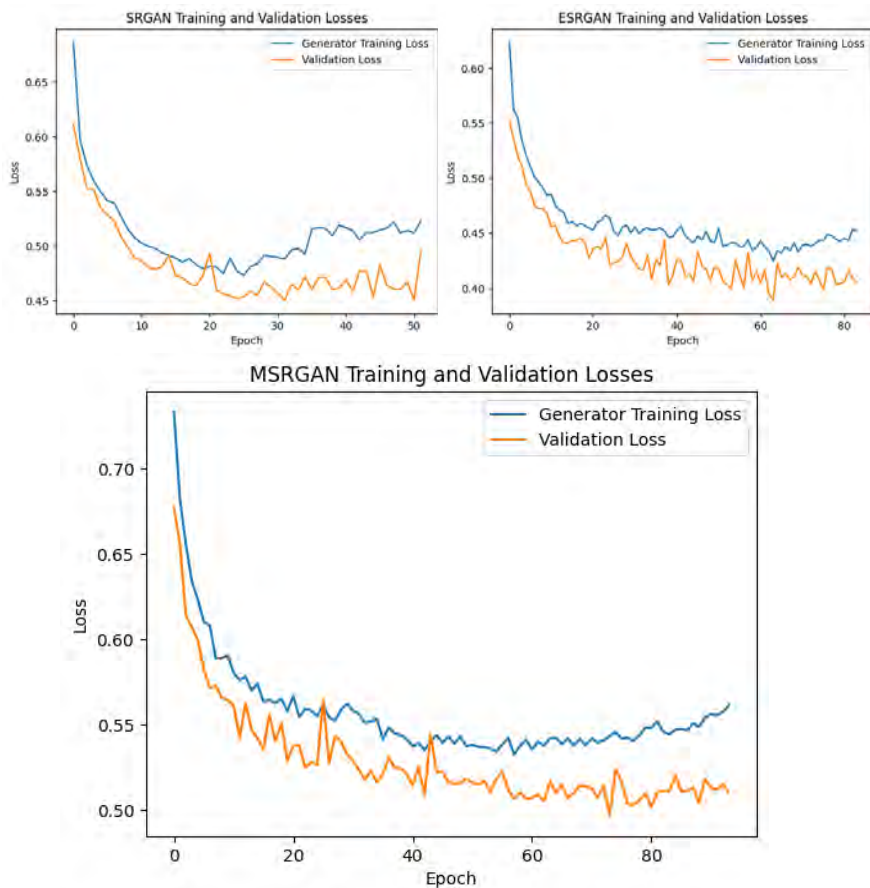 SRGAN Training and Validation Losses
Generator Training Loss
Validation Loss
0.65
0.60
0.55
0.50
0.45
Loss
0
10
20
30
40
50
Epoch
ESRGAN Training and Validation Losses
Generator Training Loss
Validation Loss
0.60
0.55
0.50
0.45
0.40
Loss
0
20
40
60
80
Epoch
MSRGAN Training and Validation Losses
Generator Training Loss
Validation Loss
0.70
0.65
0.60
0.55
0.50
Loss
0
20
40
60
80
Epoch